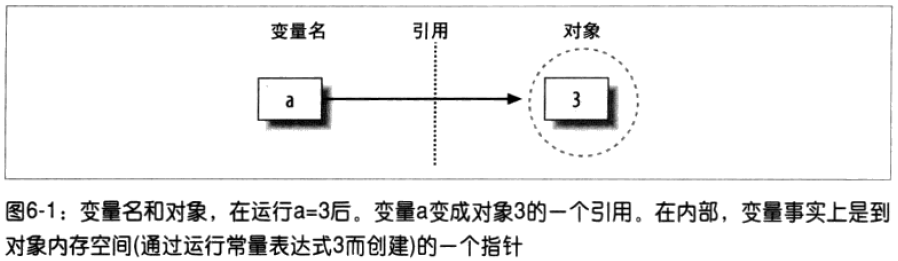 变量名 引用 对象
a 3
图6-1：变量名和对象，在运行a=3后。变量a变成对象3的一个引用。在内部，变量事实上是到
对象内存空间(通过运行常量表达式3而创建)的一个指针